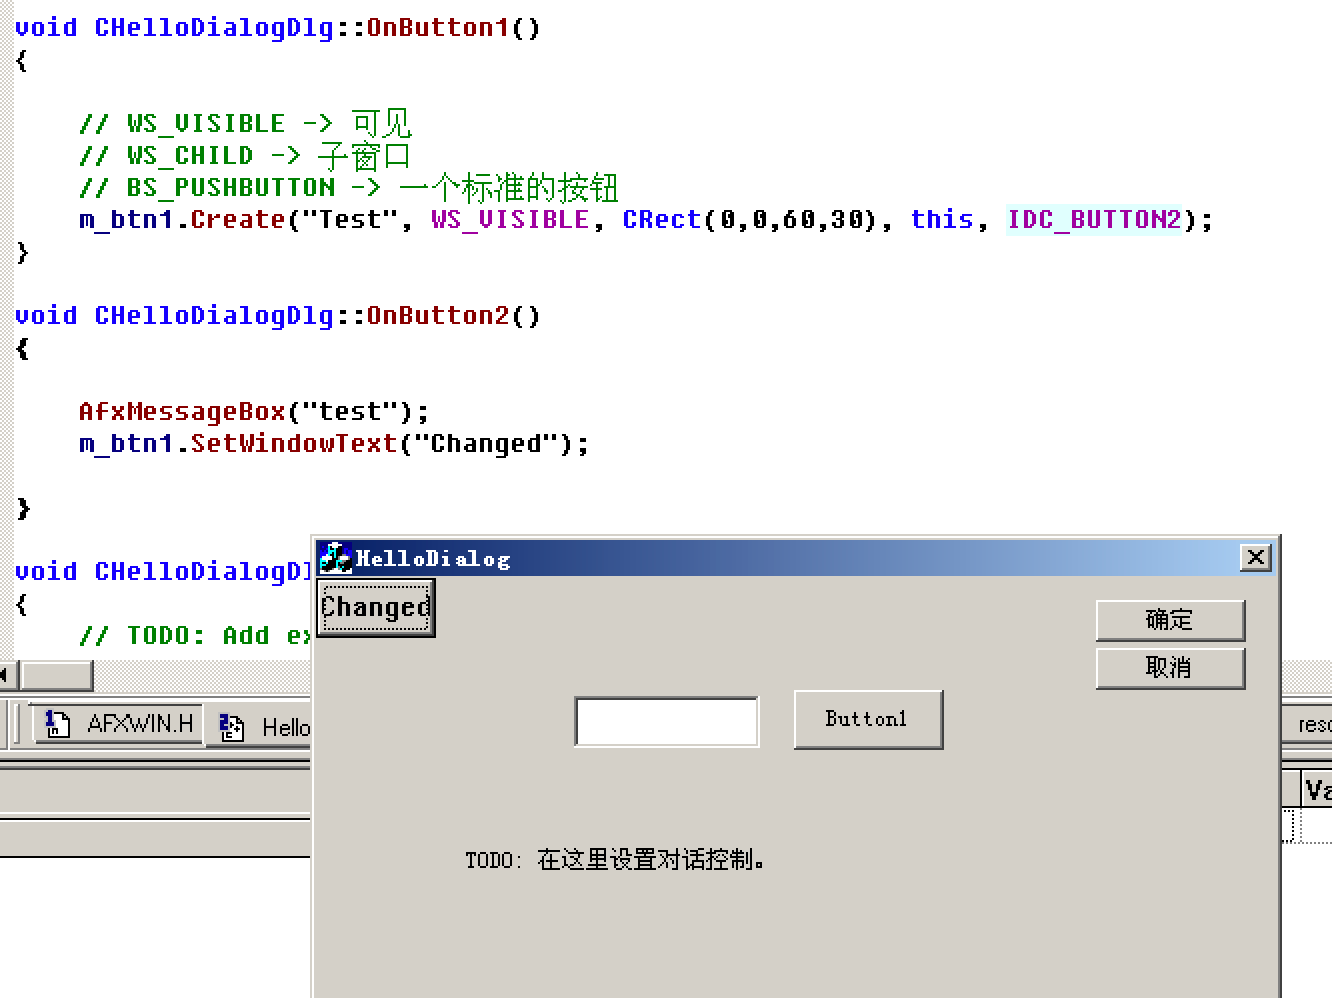 void CHelloDialogDlg::OnButton1()
{
// WS_VISIBLE -> 可见
// WS_CHILD -> 子窗口
// BS_PUSHBUTTON -> 一个标准的按钮
m_btn1.Create("Test", WS_VISIBLE, CRect(0,0,60,30), this, IDC_BUTTON2);
}
void CHelloDialogDlg::OnButton2()
{
AfxMessageBox("test");
m_btn1.SetWindowText("Changed");
}
void CHelloDialogDl
{
// TODO: Add ex
HelloDialog
Changed
确定
取消
Button1
TODO: 在这里设置对话控制。
AFXWIN.H
Hello
reso
Va